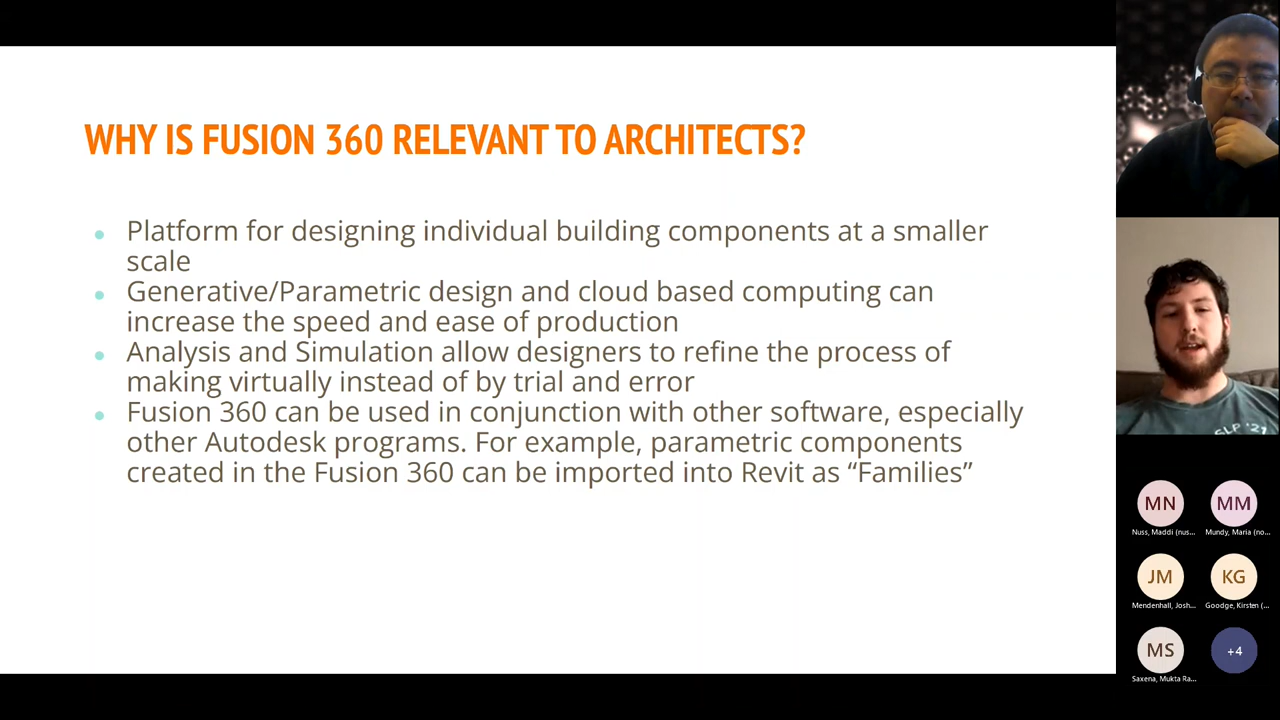 WHY IS FUSION 360 RELEVANT TO ARCHITECTS?
Platform for designing individual building components at a smaller
scale
Generative/Parametric design and cloud based computing can
increase the speed and ease of production
Analysis and Simulation allow designers to refine the process of
making virtually instead of by trial and error
Fusion 360 can be used in conjunction with other software, especially
other Autodesk programs. For example, parametric components
created in the Fusion 360 can be imported into Revit as “Families”
SLP '21
MN
MM
Nuss, Maddi (nus...
Mundy, Maria (no...
JM
KG
Mendenhall, Josh...
Goodge, Kirsten (...
MS
+4
Saxena, Mukta Ra...